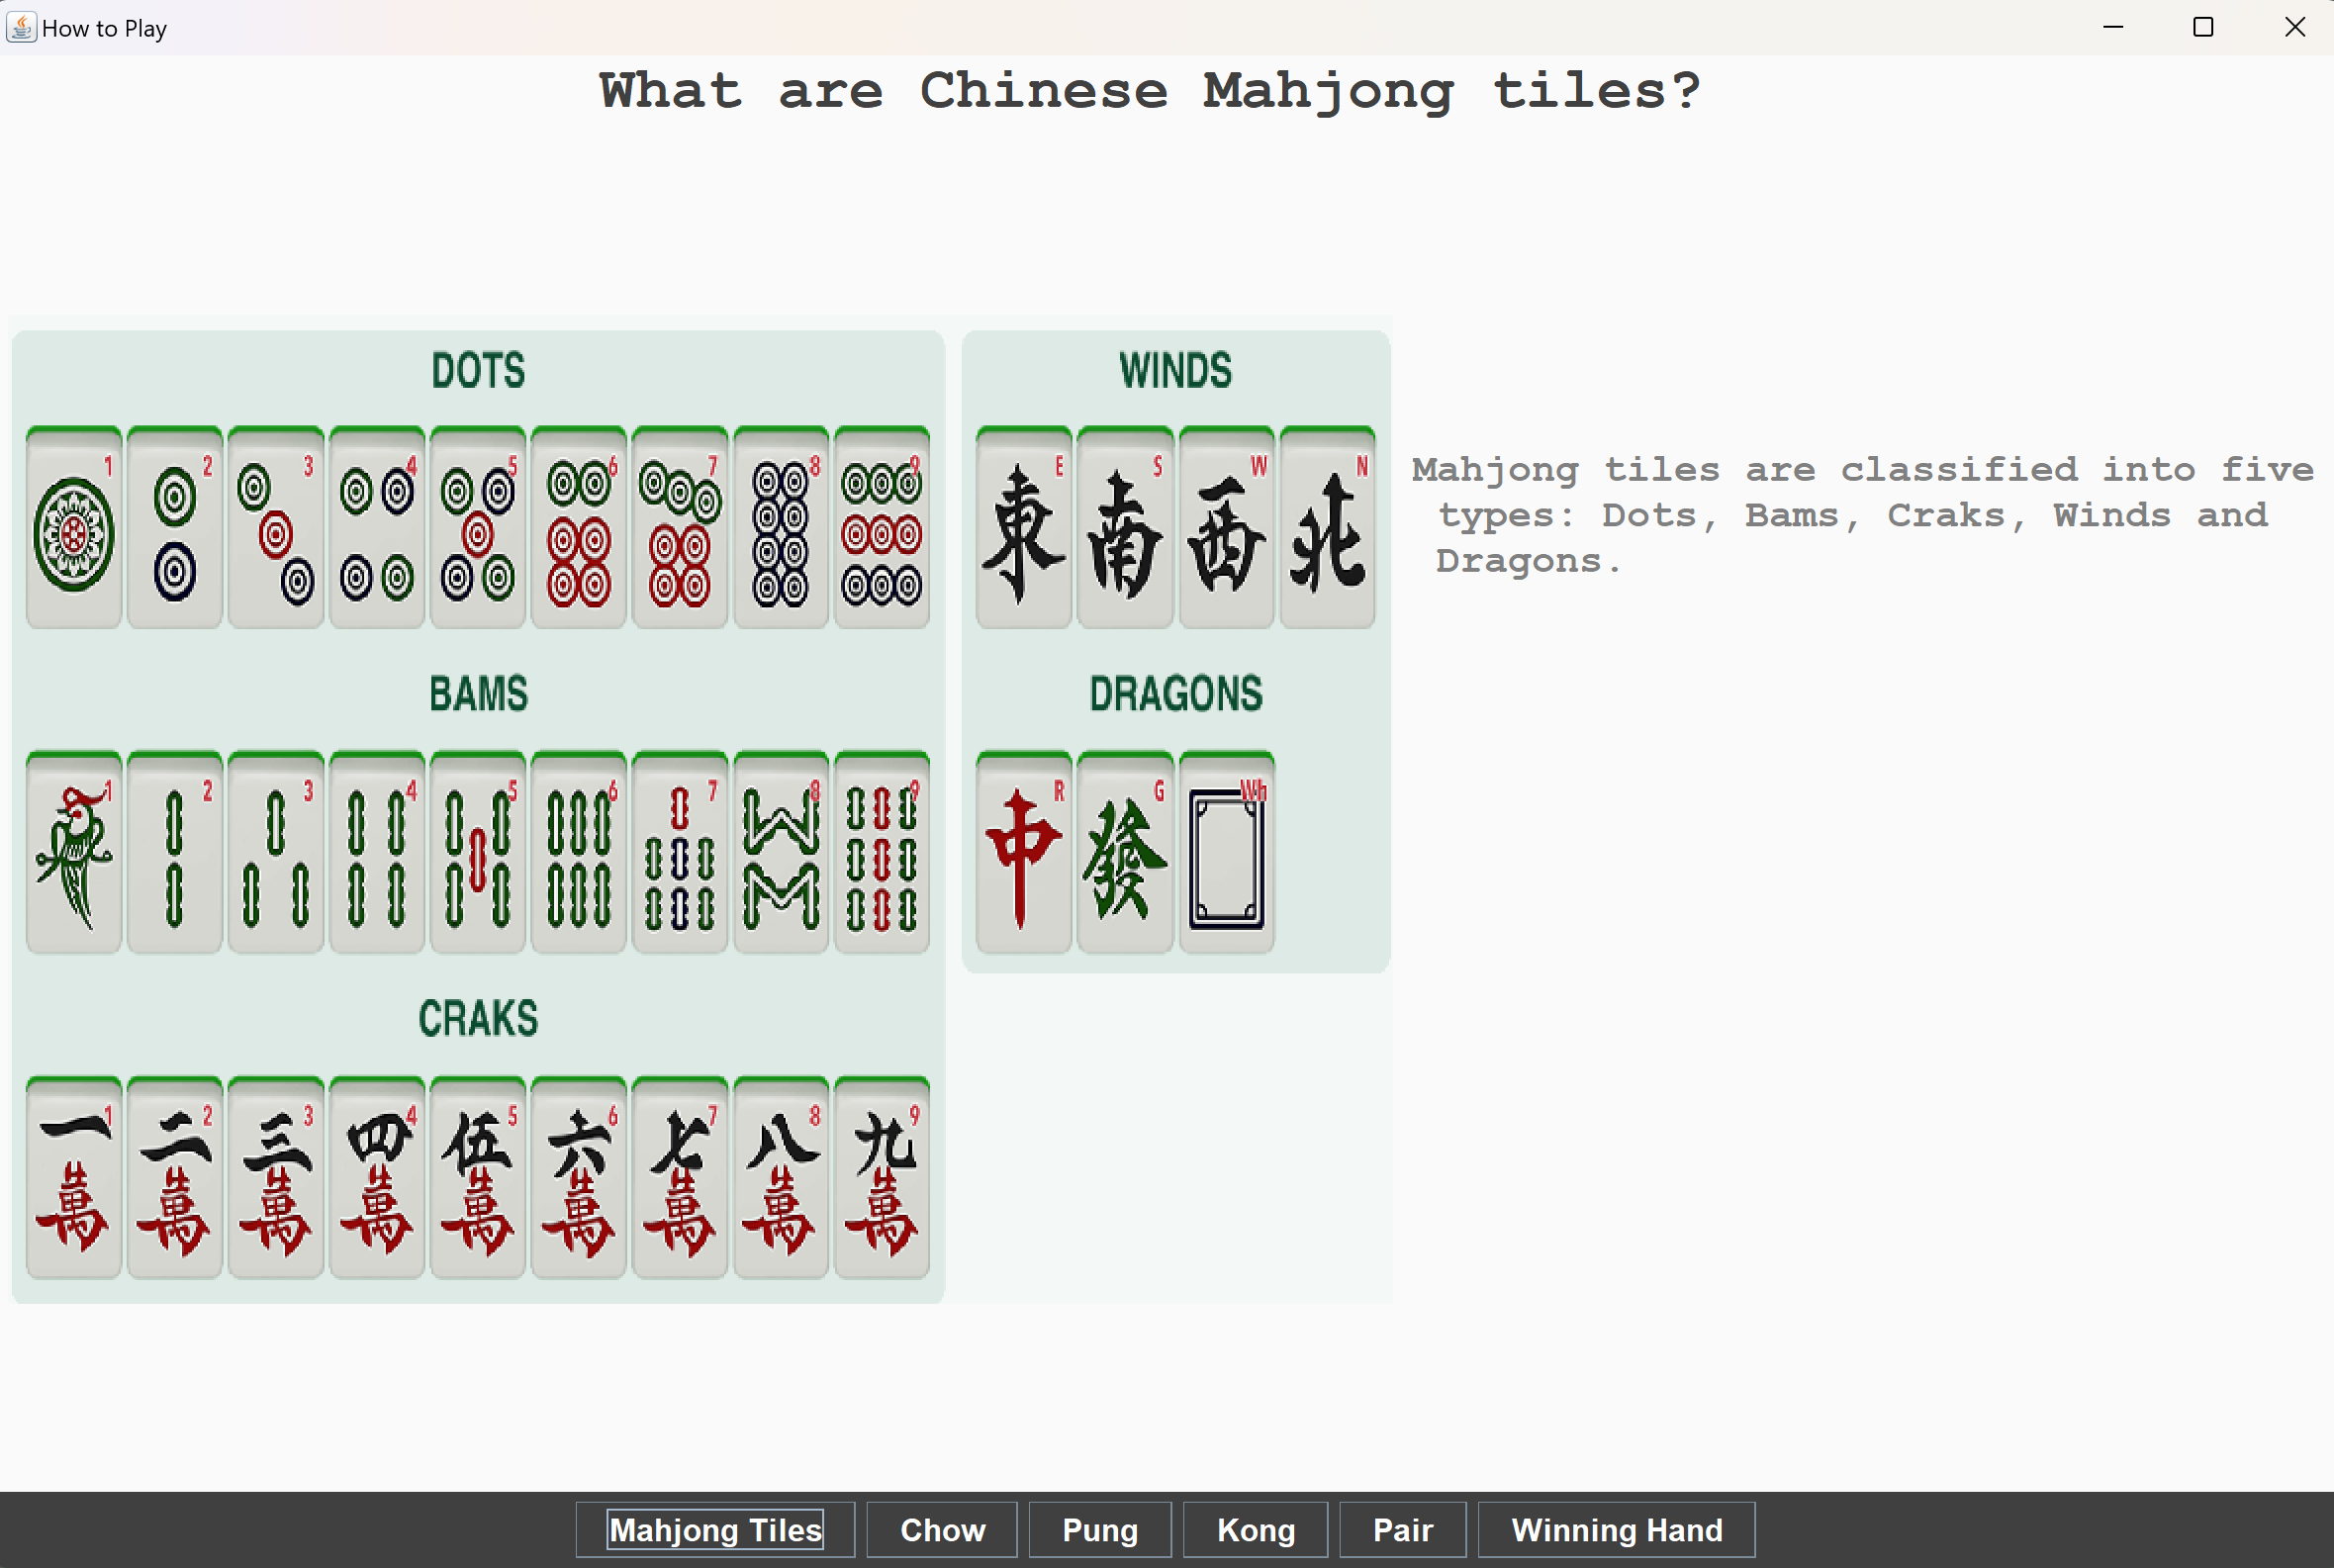 How to Play
What are Chinese Mahjong tiles?
DOTS
1 2 3 4 5 6 7 8 9
WINDS
E S W N
東 南 西 北
Mahjong tiles are classified into five
types: Dots, Bams, Craks, Winds and
Dragons.
BAMS
1 2 3 4 5 6 7 8 9
DRAGONS
R G Wh
中 發
CRAKS
1 2 3 4 5 6 7 8 9
一 二 三 四 伍 六 七 八 九
萬 萬 萬 萬 萬 萬 萬 萬 萬
Mahjong Tiles Chow Pung Kong Pair Winning Hand